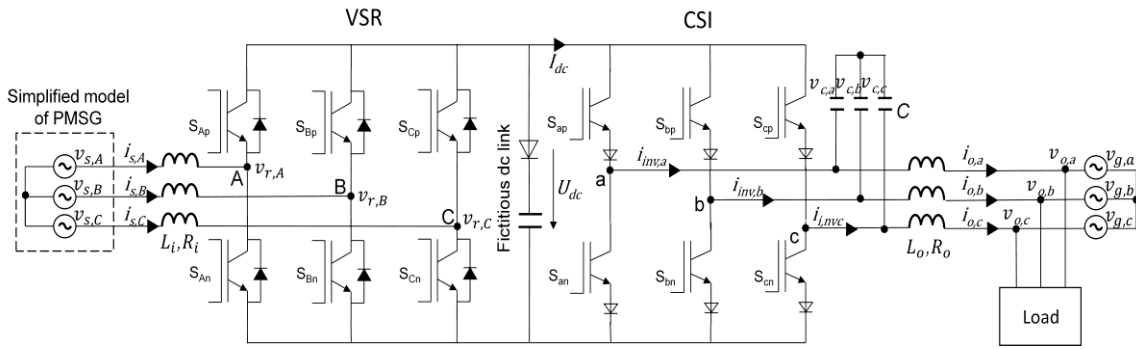 VSR
CSI
Simplified model
of PMSG
v_{s,A}
v_{s,B}
v_{s,C}
i_{s,A}
i_{s,B}
i_{s,C}
L_i, R_i
S_{Ap}
S_{Bp}
S_{Cp}
A
v_{r,A}
B
v_{r,B}
C
v_{r,C}
S_{An}
S_{Bn}
S_{Cn}
Fictitious dc link
I_{dc}
U_{dc}
S_{ap}
S_{bp}
S_{cp}
a
i_{inv,a}
b
i_{inv,b}
c
i_{i,nvc}
S_{an}
S_{bn}
S_{cn}
v_{c,a}
v_{c,b}
v_{c,c}
C
i_{o,a}
i_{o,b}
i_{o,c}
L_o, R_o
v_{o,a}
v_{o,b}
v_{o,c}
v_{g,a}
v_{g,b}
v_{g,c}
Load